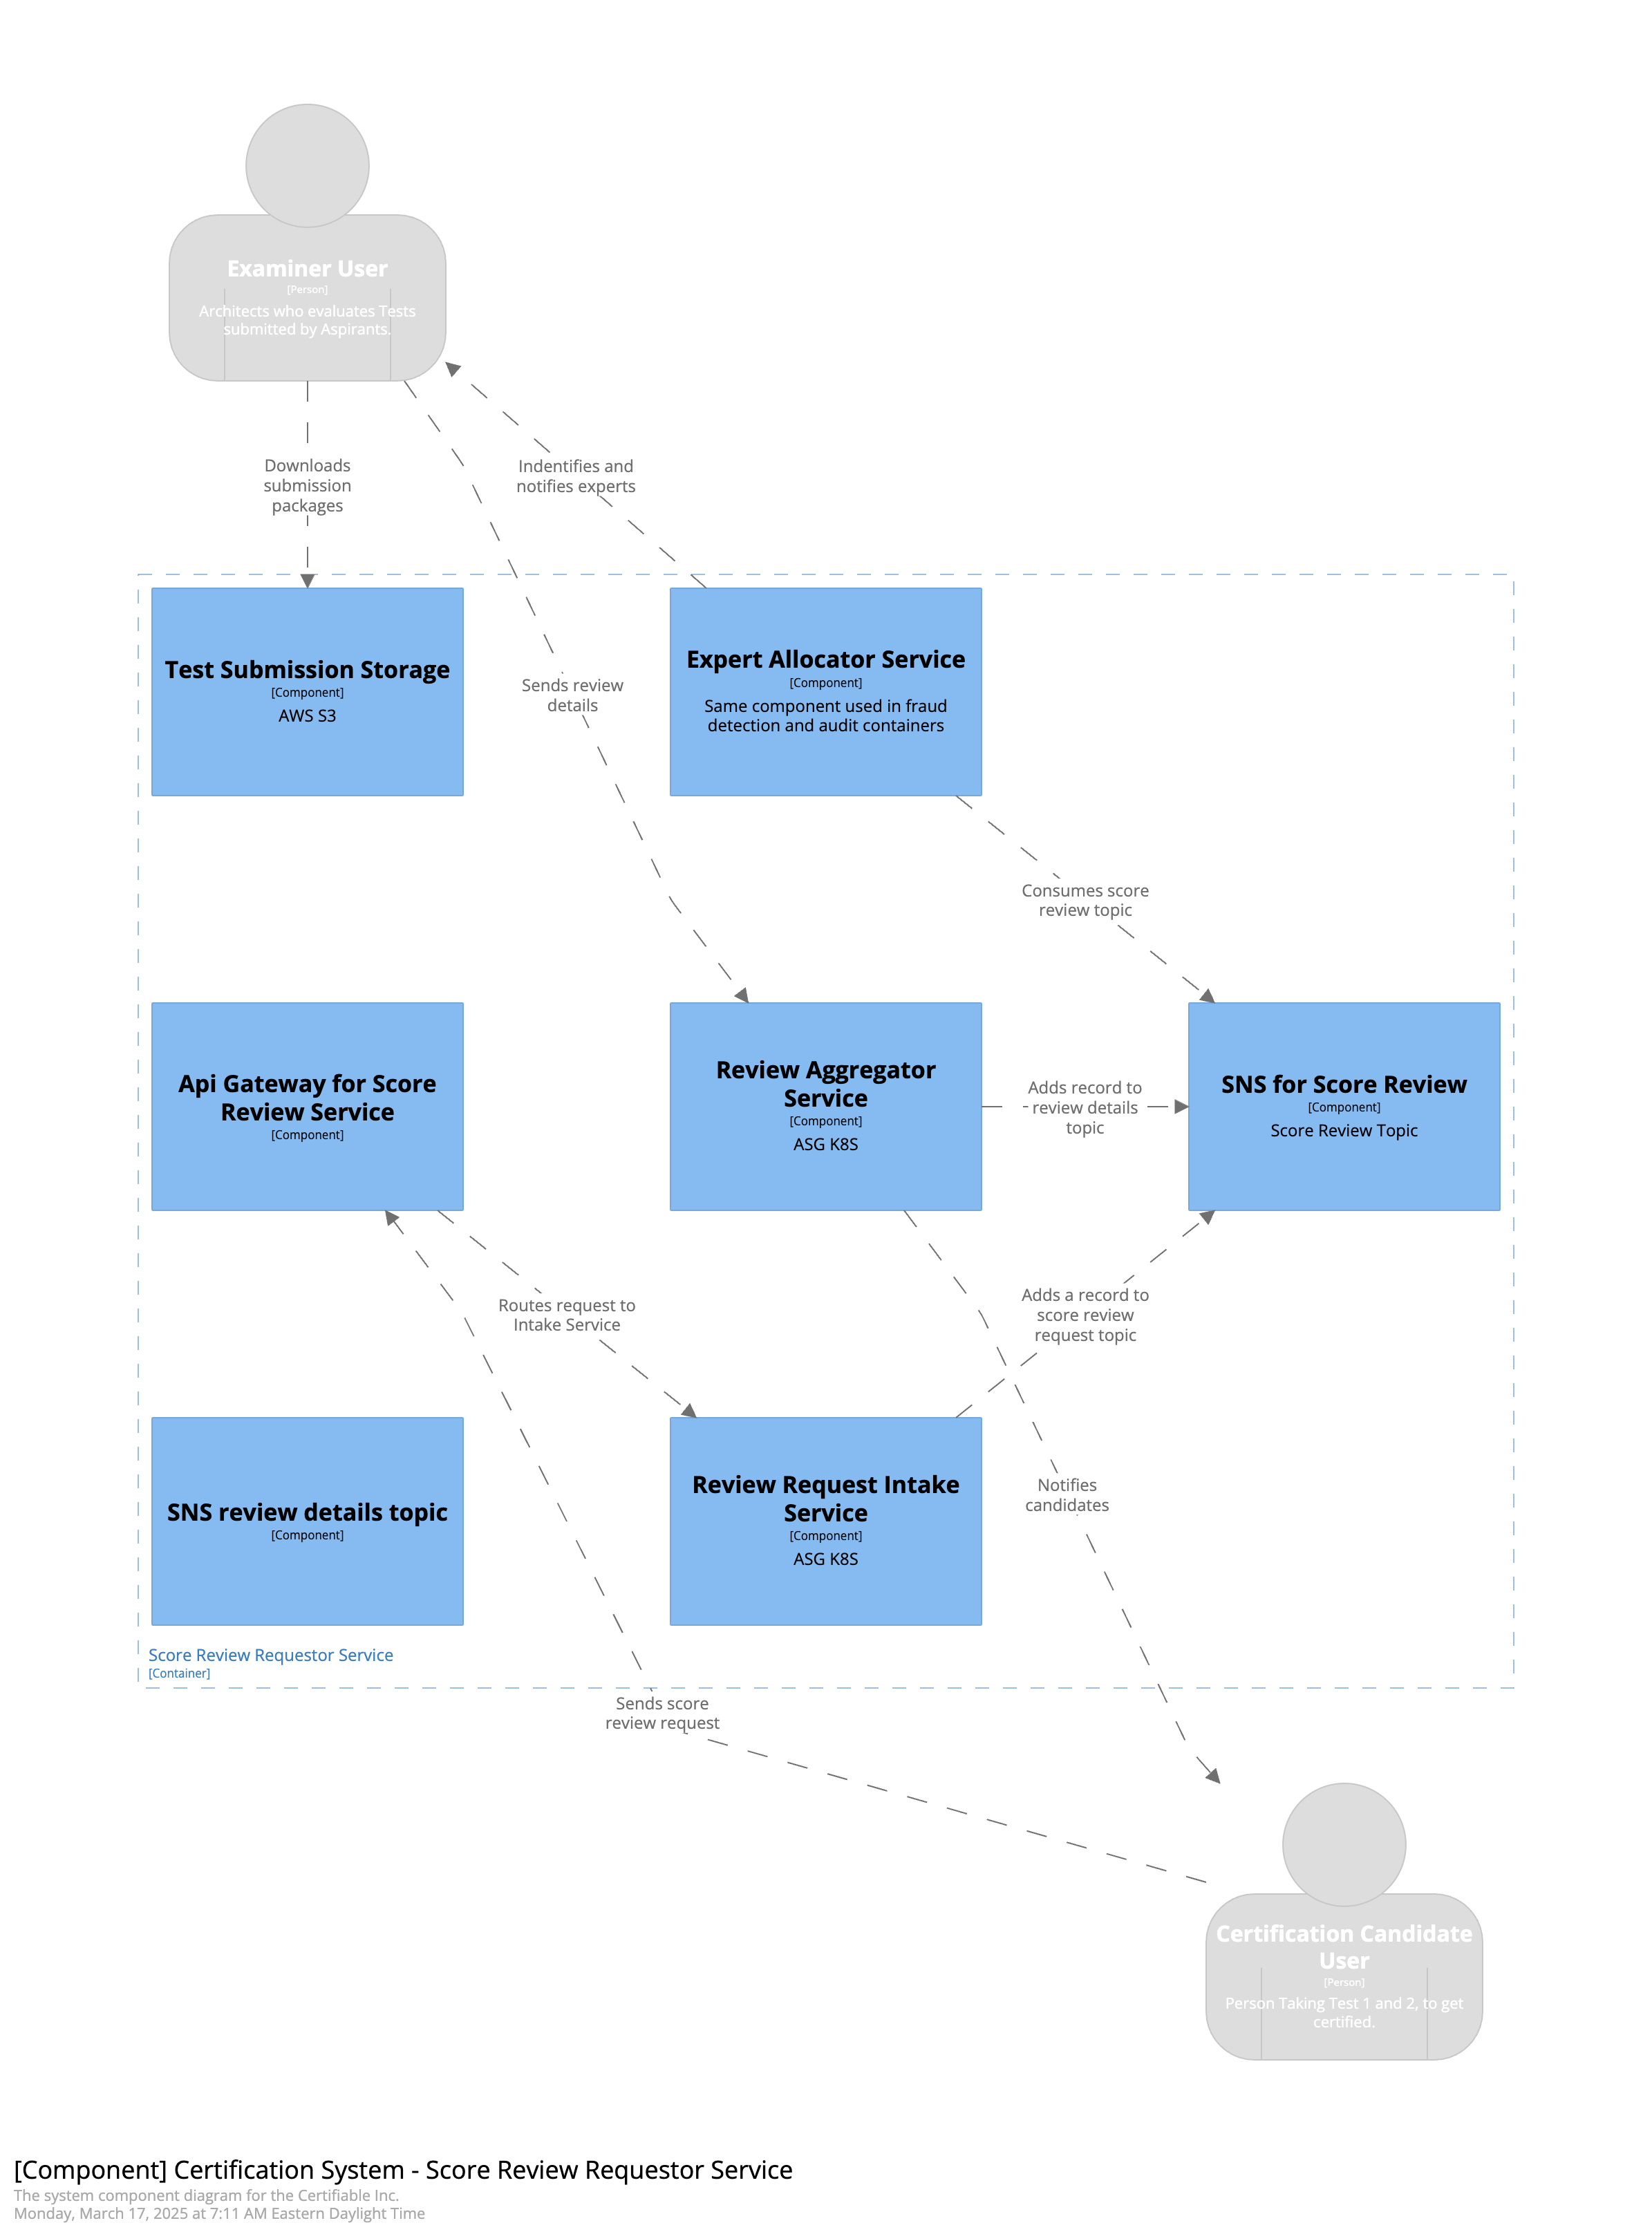 Examiner User
[Person]
Architects who evaluates Tests
submitted by Aspirants.
Downloads
submission
packages
Indentifies and
notifies experts
Test Submission Storage
[Component]
AWS S3
Sends review
details
Expert Allocator Service
[Component]
Same component used in fraud
detection and audit containers
Consumes score
review topic
Api Gateway for Score
Review Service
[Component]
Review Aggregator
Service
[Component]
ASG K8S
Adds record to
review details
topic
SNS for Score Review
[Component]
Score Review Topic
Routes request to
Intake Service
Adds a record to
score review
request topic
SNS review details topic
[Component]
Review Request Intake
Service
[Component]
ASG K8S
Notifies
candidates
Score Review Requestor Service
[Container]
Sends score
review request
Certification Candidate
User
[Person]
Person Taking Test 1 and 2, to get
certified.
[Component] Certification System - Score Review Requestor Service
The system component diagram for the Certifiable Inc.
Monday, March 17, 2025 at 7:11 AM Eastern Daylight Time